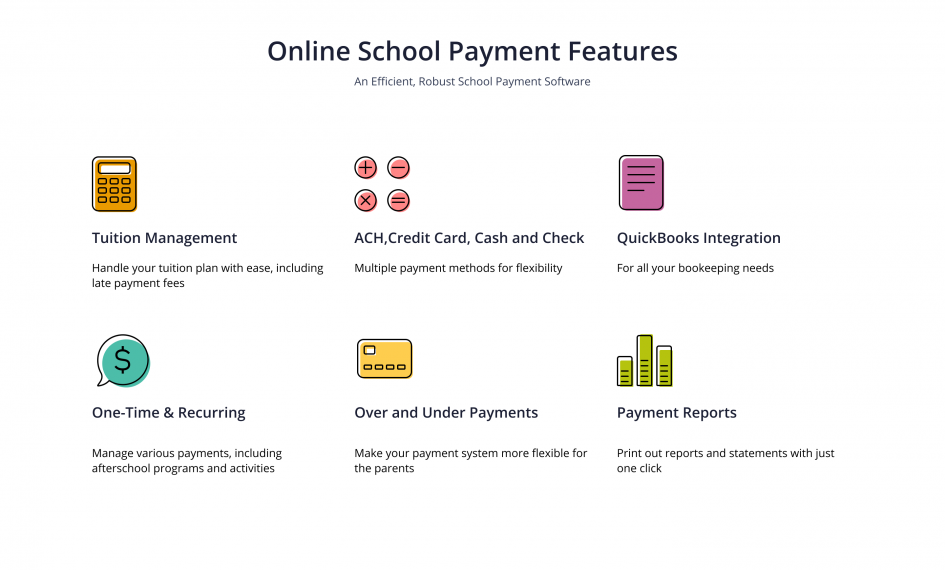 Online School Payment Features
An Efficient, Robust School Payment Software
Tuition Management
Handle your tuition plan with ease, including
late payment fees
ACH,Credit Card, Cash and Check
Multiple payment methods for flexibility
QuickBooks Integration
For all your bookeeping needs
One-Time & Recurring
Manage various payments, including
afterschool programs and activities
Over and Under Payments
Make your payment system more flexible for
the parents
Payment Reports
Print out reports and statements with just
one click